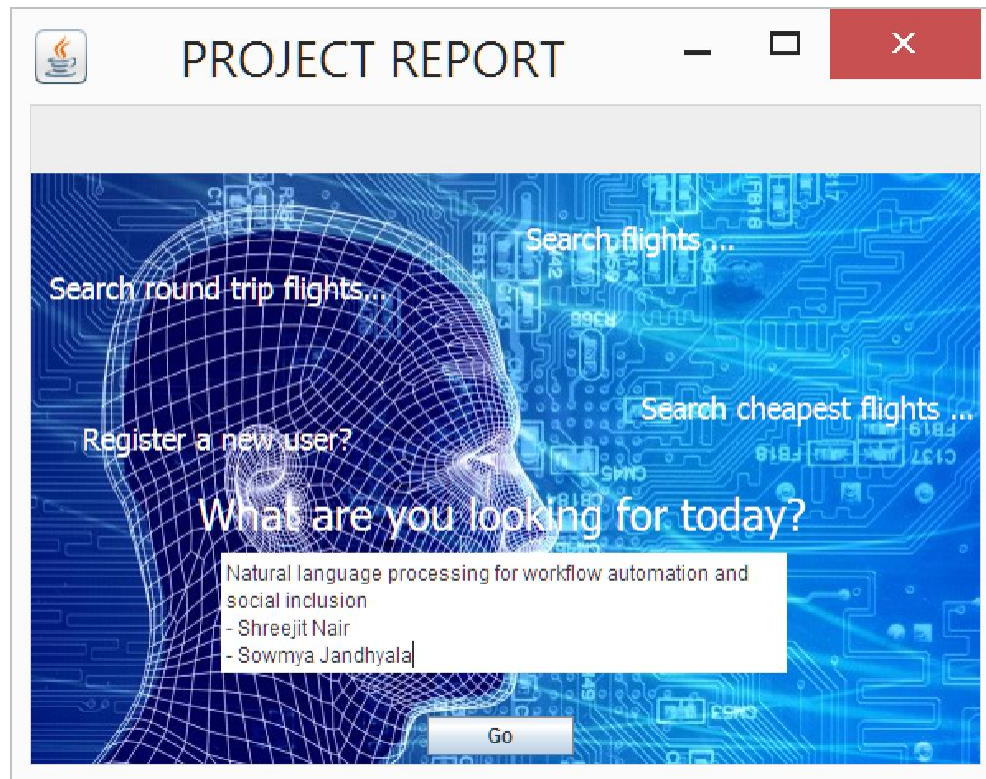 PROJECT REPORT
Search flights ...
Search round trip flights...
Search cheapest flights ...
Register a new user?
What are you looking for today?
Natural language processing for workflow automation and
social inclusion
- Shreejit Nair
- Sowmya Jandhyala
Go